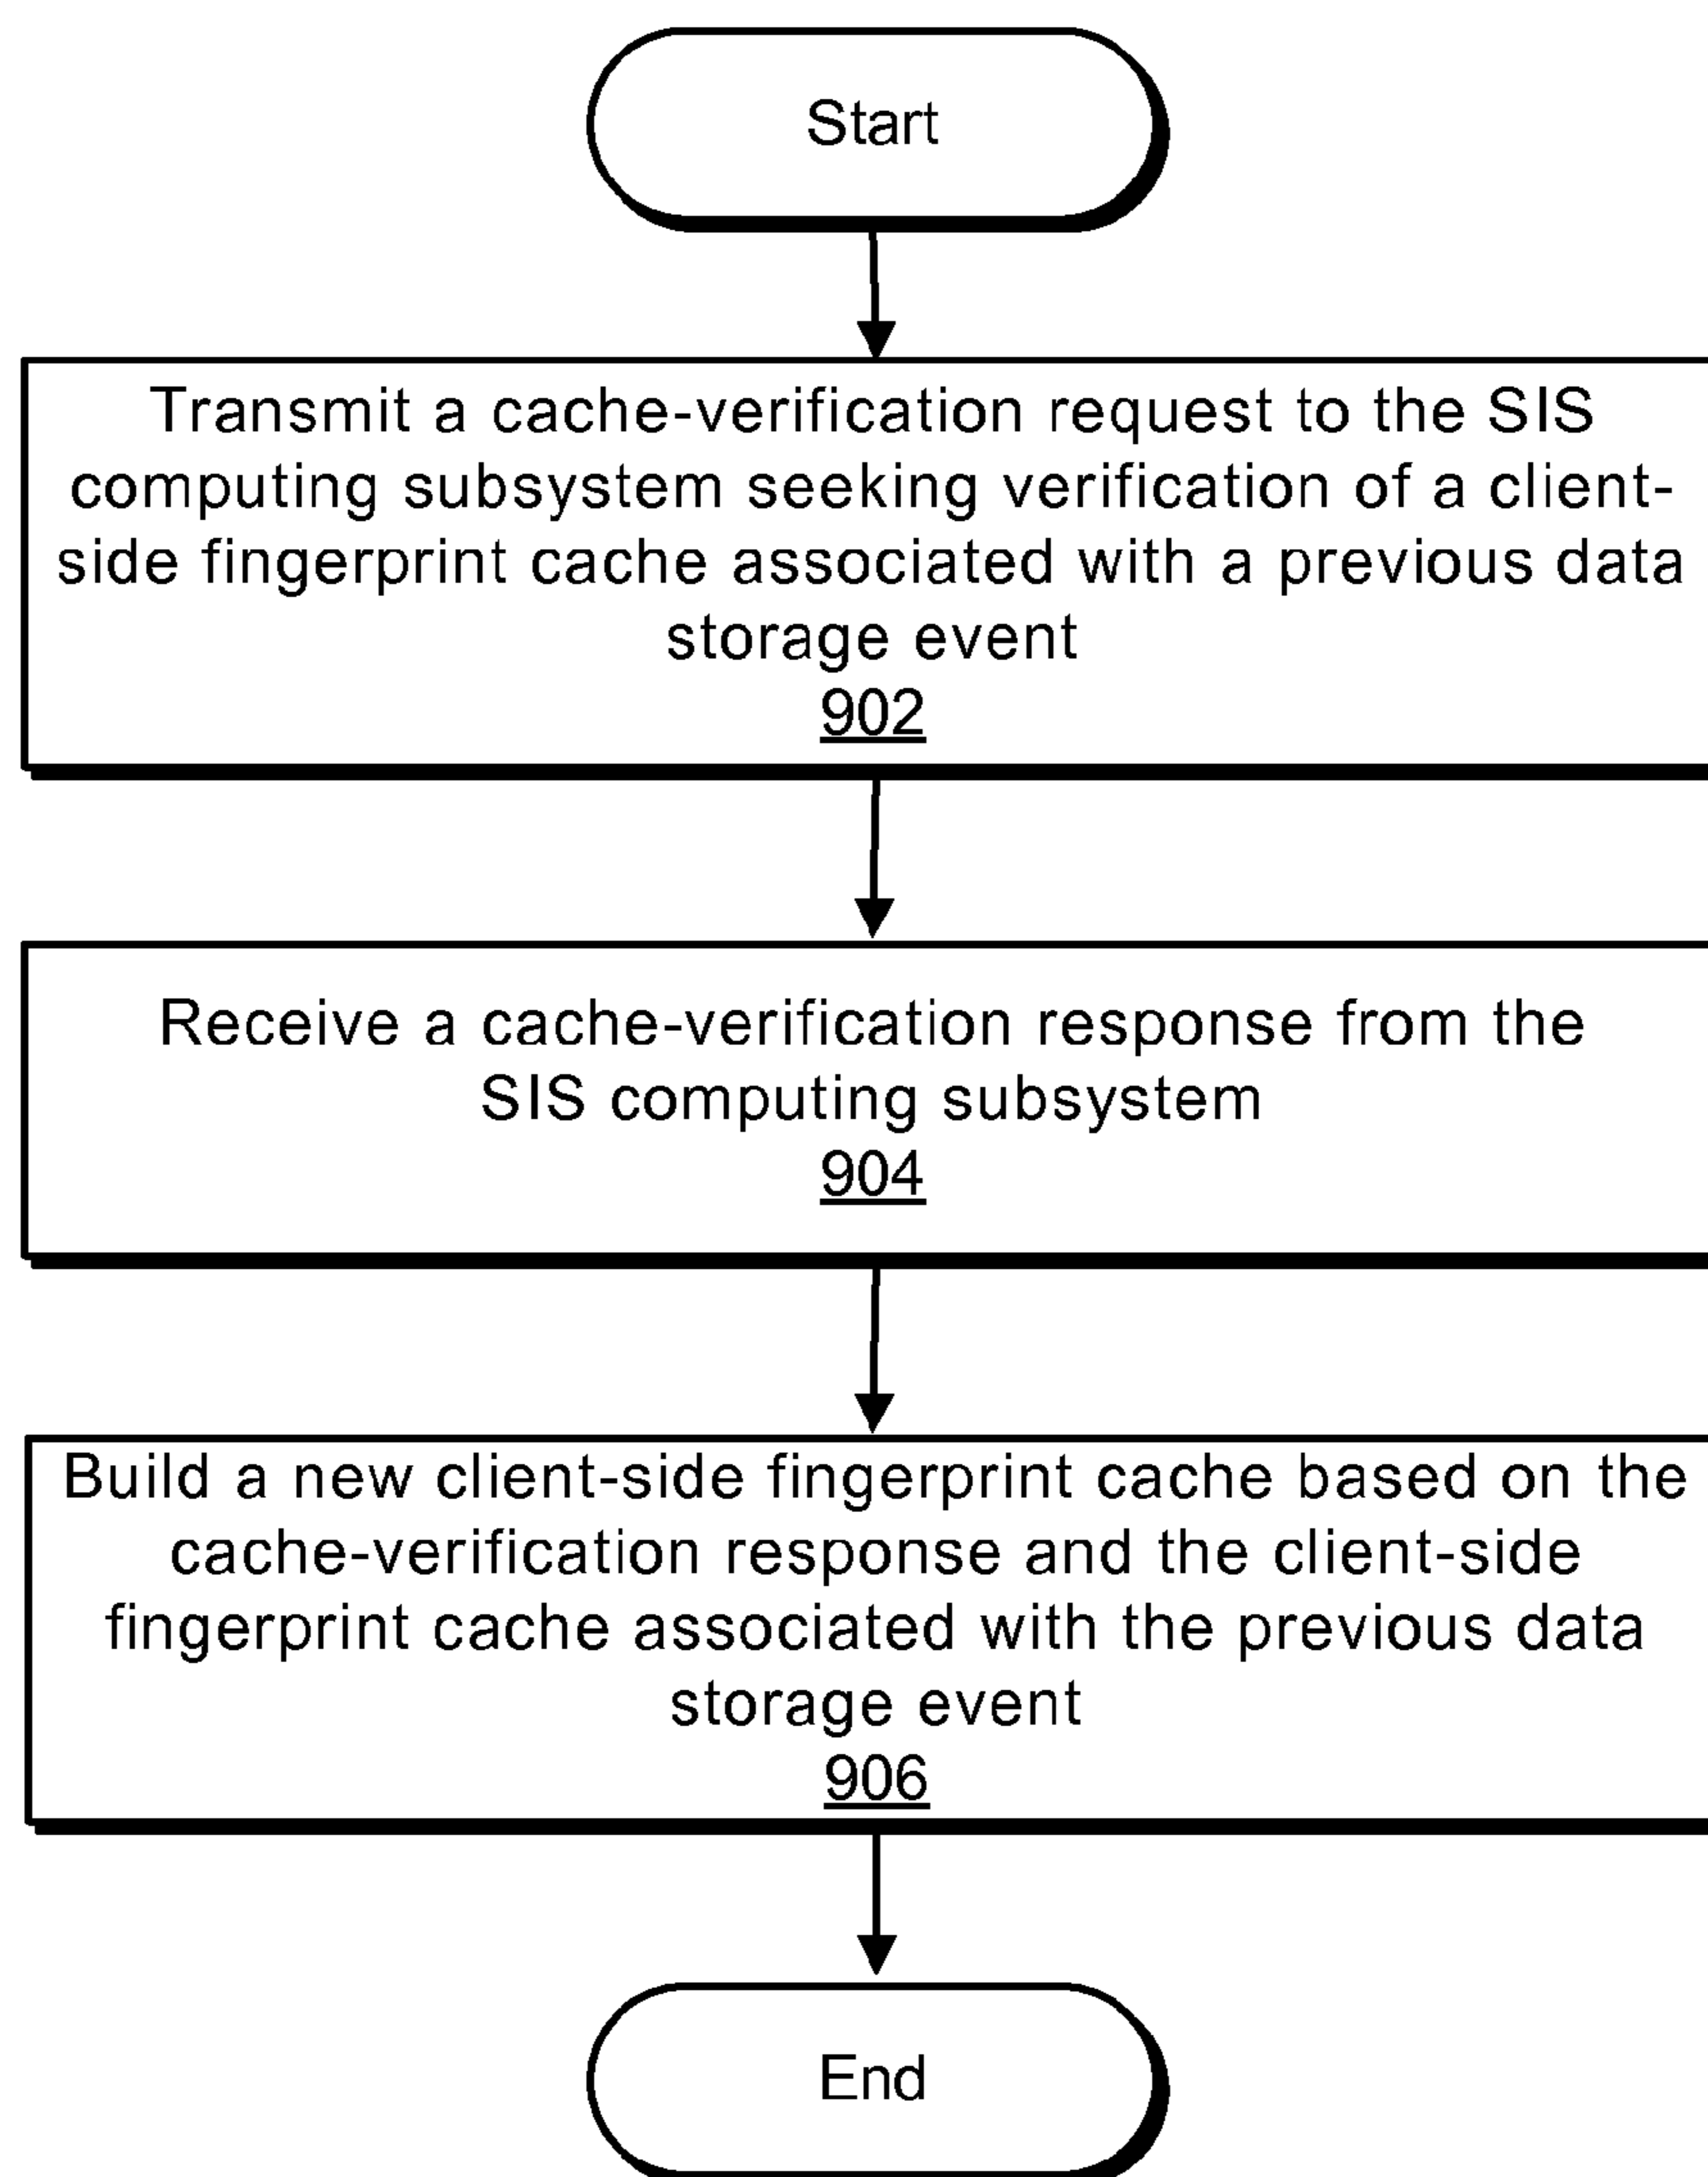 Start
Transmit a cache-verification request to the SIS
computing subsystem seeking verification of a client-
side fingerprint cache associated with a previous data
storage event
902
Receive a cache-verification response from the
SIS computing subsystem
904
Build a new client-side fingerprint cache based on the
cache-verification response and the client-side
fingerprint cache associated with the previous data
storage event
906
End